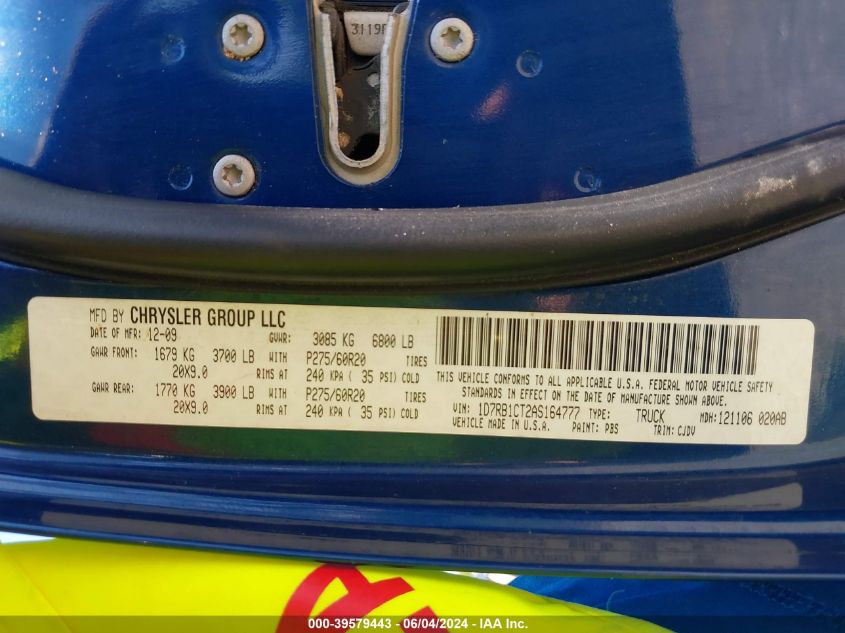 3119
MFD BY CHRYSLER GROUP LLC
DATE OF MFR: 12-09 GVWR: 3085 KG 6800 LB
GAWR FRONT: 1679 KG 3700 LB WITH P275/60R20 TIRES
20X9.0 RIMS AT 240 KPA ( 35 PSI) COLD
GAWR REAR: 1770 KG 3900 LB WITH P275/60R20 TIRES
20X9.0 RIMS AT 240 KPA ( 35 PSI) COLD
THIS VEHICLE CONFORMS TO ALL APPLICABLE U.S.A. FEDERAL MOTOR VEHICLE SAFETY
STANDARDS IN EFFECT ON THE DATE OF MANUFACTURE SHOWN ABOVE.
VIN: 1D7RB1CT2AS164777 TYPE: TRUCK MDH:121106 020AB
VEHICLE MADE IN U.S.A. PAINT: PBS TRIM: CJDV
000-39579443 - 06/04/2024 - IAA Inc.